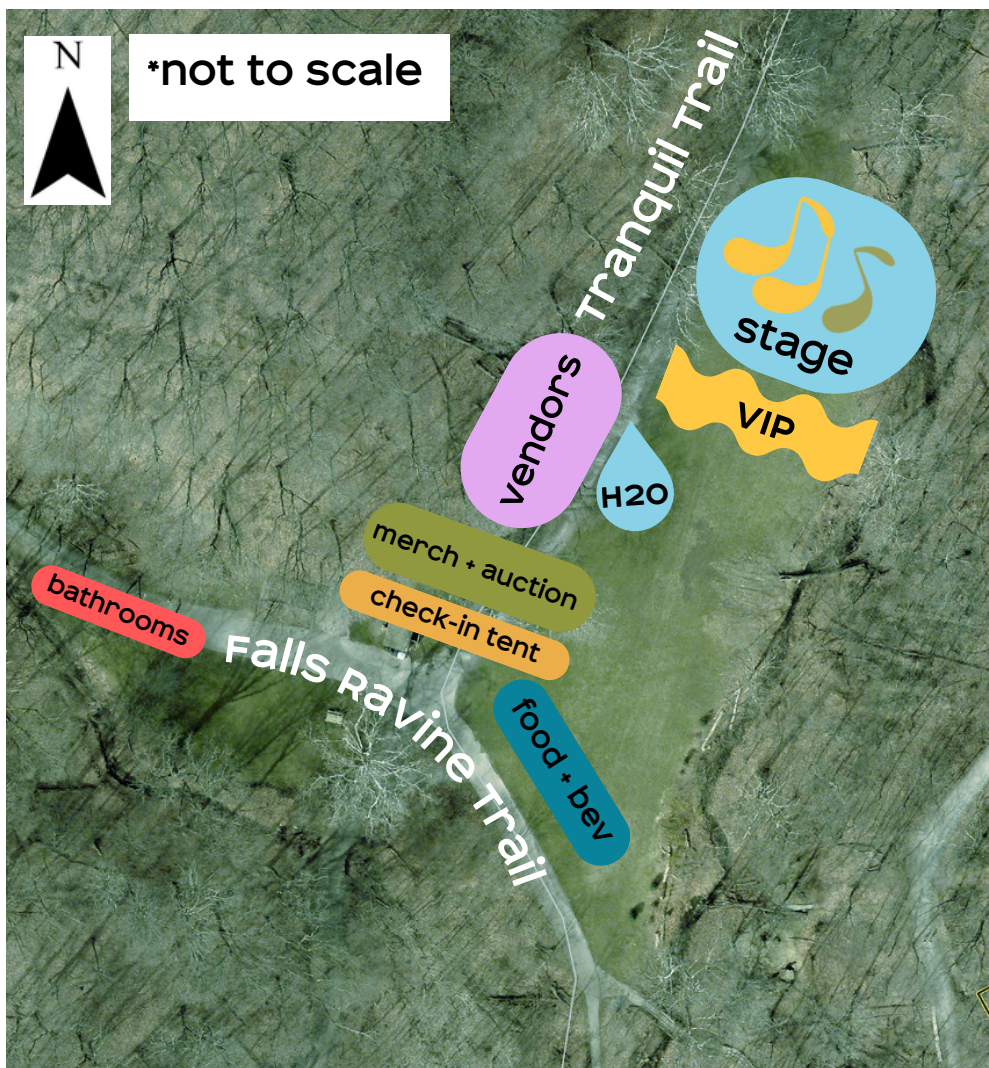 N
*not to scale
Tranquil Trail
stage
VIP
vendors
H2O
merch + auction
check-in tent
bathrooms
Falls Ravine Trail
food + bev